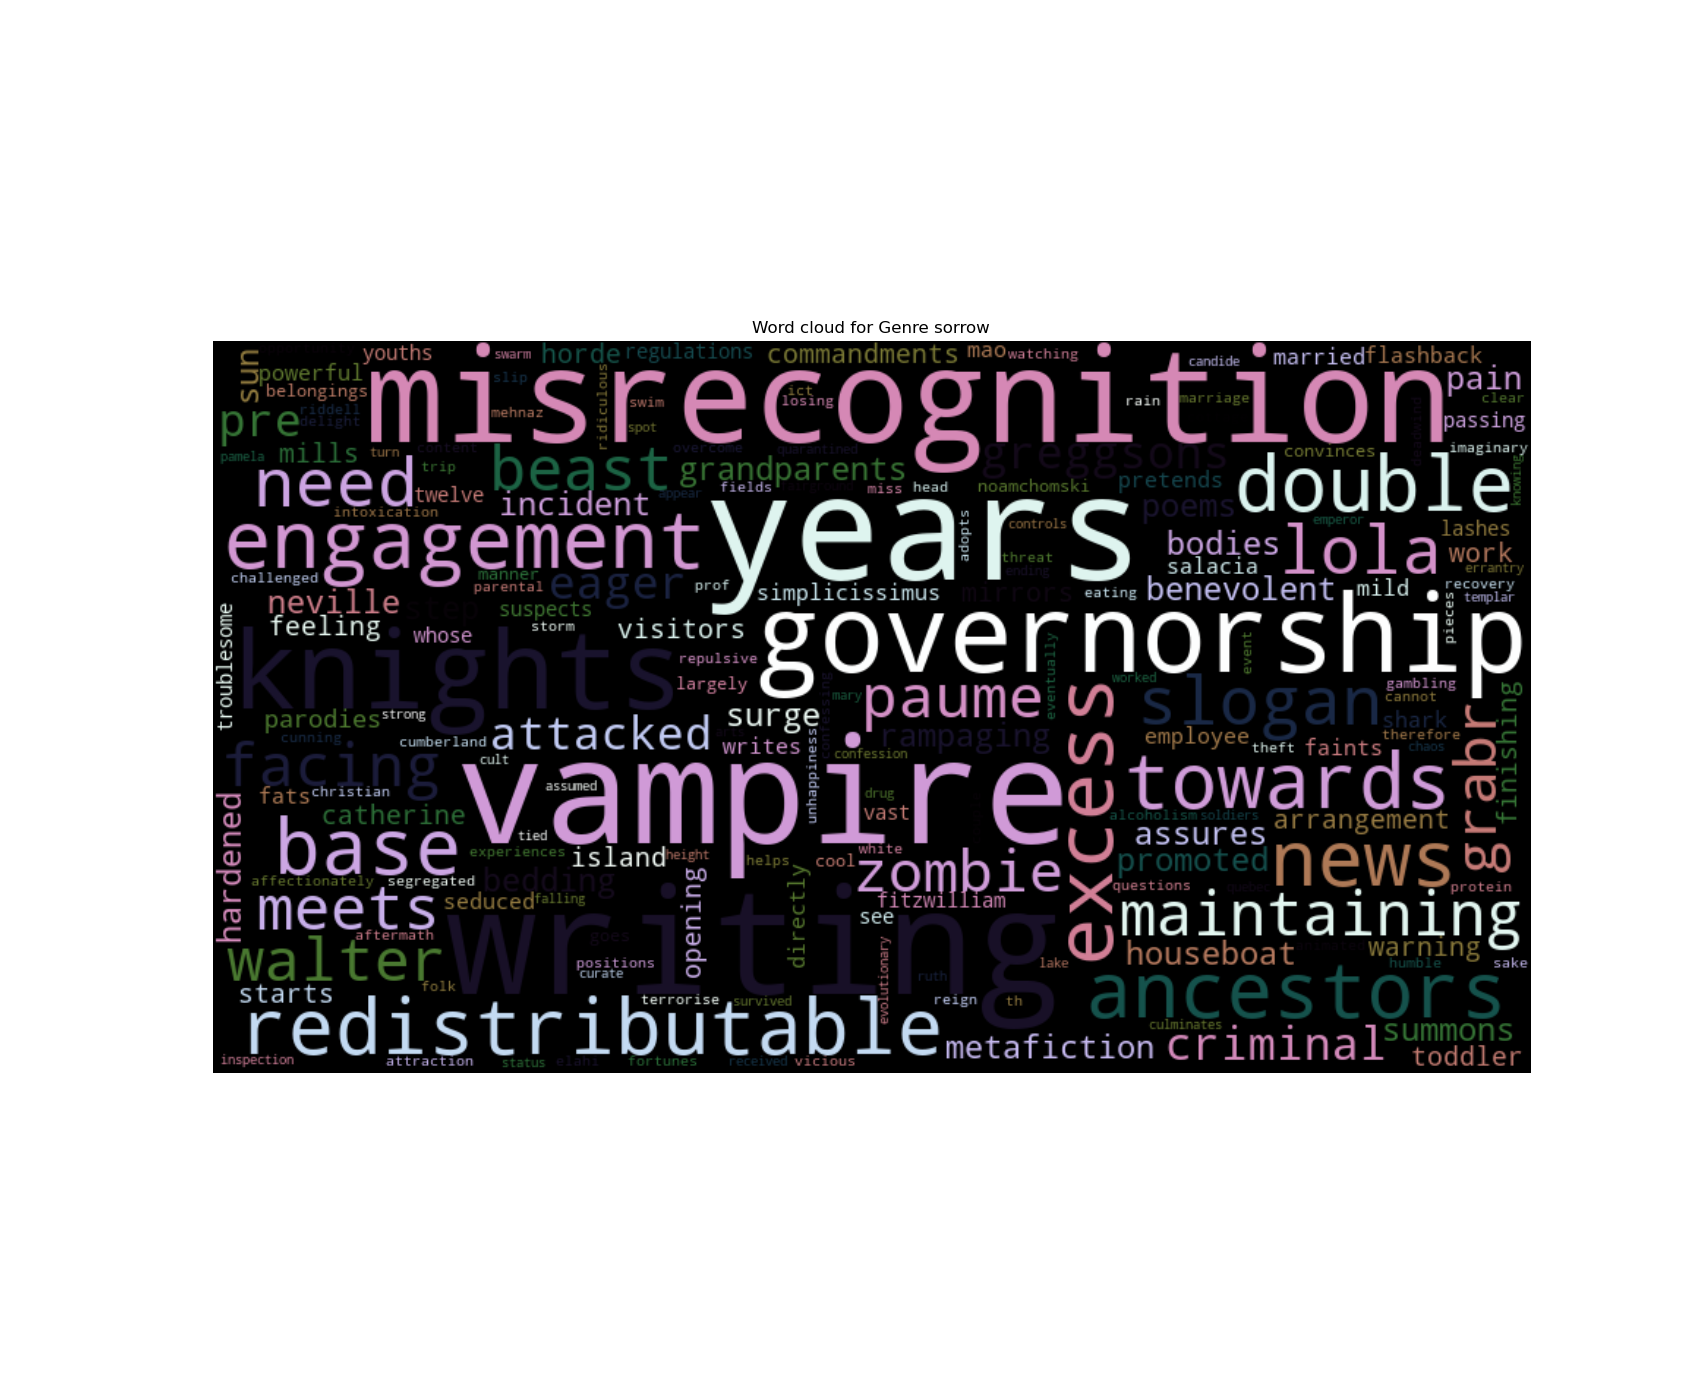 Word cloud for Genre sorrow
sun
youths
swarm
horde
regulations
commandments
mao
watching
candide
married
flashback
powerful
belongings
slip
ridiculous
misrecognition
ict
losing
rain
marriage
pain
clear
riddell
delight
mehnaz
swim
spot
pre
passing
pamela
mills
turn
content
overcome
quarantined
greggsons
convinces
deadwind
imaginary
need
trip
beast
grandparents
double
knowing
twelve
appear
fields
miss
head
noamchomski
pretends
intoxication
incident
years
adopts
controls
poems
emperor
lashes
engagement
threat
ending
bodies
lola
work
salacia
errantry
challenged
manner
parental
eager
prof
simplicissimus
mirrors
eating
benevolent
mild
recovery
templar
neville
step
suspects
governorship
pieces
troublesome
feeling
whose
storm
visitors
knights
repulsive
largely
confessing
mary
eventually
event
worked
paume
slogan
gambling
cannot
finishing
parodies
strong
surge
excess
shark
grabr
cunning
cumberland
attacked
writes
unhappiness
rampaging
employee
theft
faints
therefore
chaos
facing
cult
confession
vampire
assumed
towards
hardened
fats
christian
drug
catherine
vast
alcoholism
soldiers
arrangement
base
tied
assures
experiences
island
height
helps
cool
white
zombie
promoted
news
affectionately
segregated
bedding
questions
quebec
protein
meets
seduced
falling
opening
directly
fitzwilliam
see
maintaining
aftermath
writing
goes
evolutionary
walter
positions
curate
lake
houseboat
warning
humble
sake
starts
folk
ruth
ancestors
terrorise
survived
reign
th
redistributable
culminates
summons
metafiction
criminal
toddler
inspection
attraction
status
elahi
fortunes
received
vicious